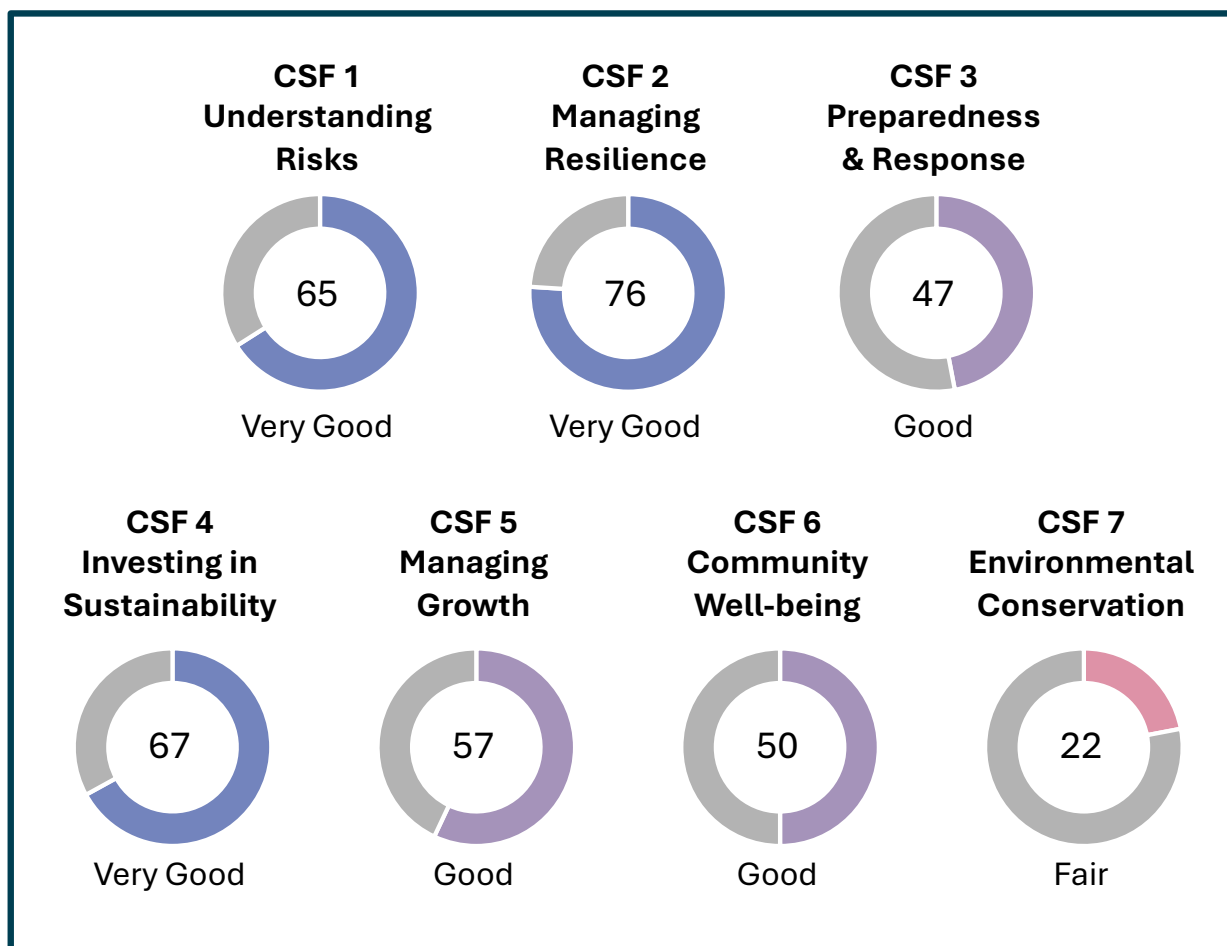 CSF 1
Understanding
Risks
65
Very Good
CSF 2
Managing
Resilience
76
Very Good
CSF 3
Preparedness
& Response
47
Good
CSF 4
Investing in
Sustainability
67
Very Good
CSF 5
Managing
Growth
57
Good
CSF 6
Community
Well-being
50
Good
CSF 7
Environmental
Conservation
22
Fair